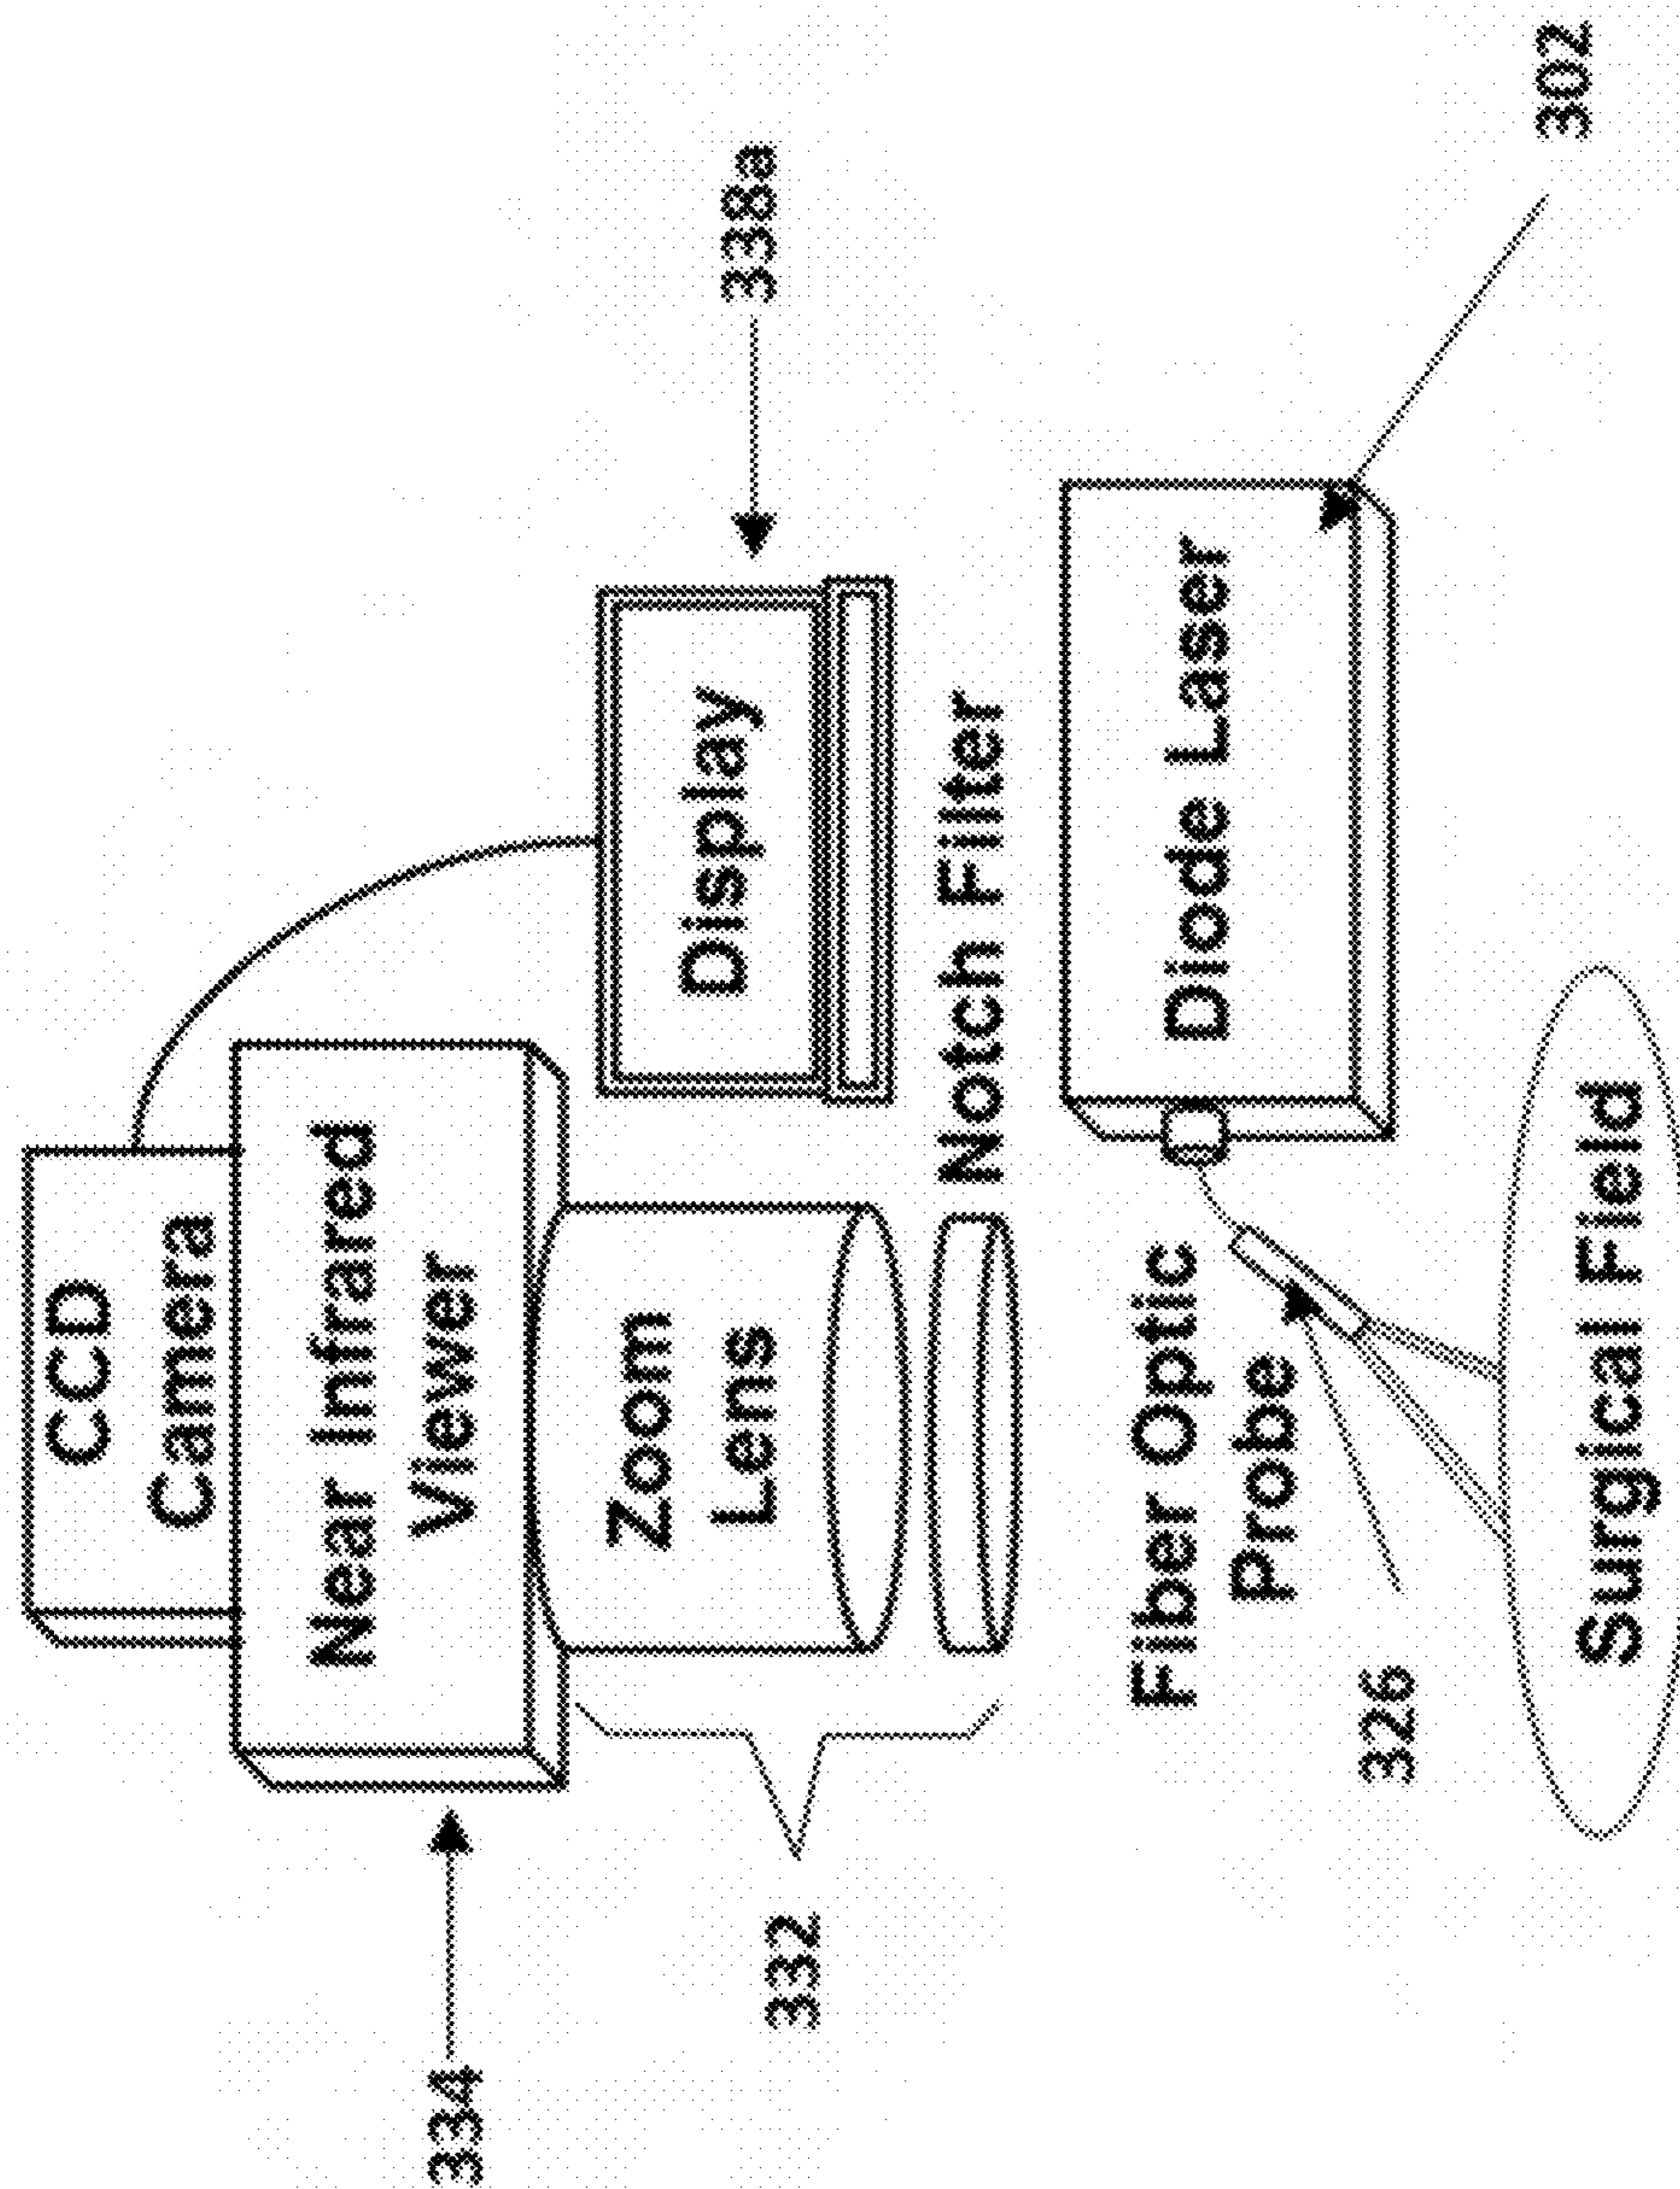 CCD
Camera
334
Near Infrared
Viewer
Zoom
Lens
332
Display
338a
Notch Filter
Fiber Optic
Probe
Diode Laser
302
326
Surgical Field